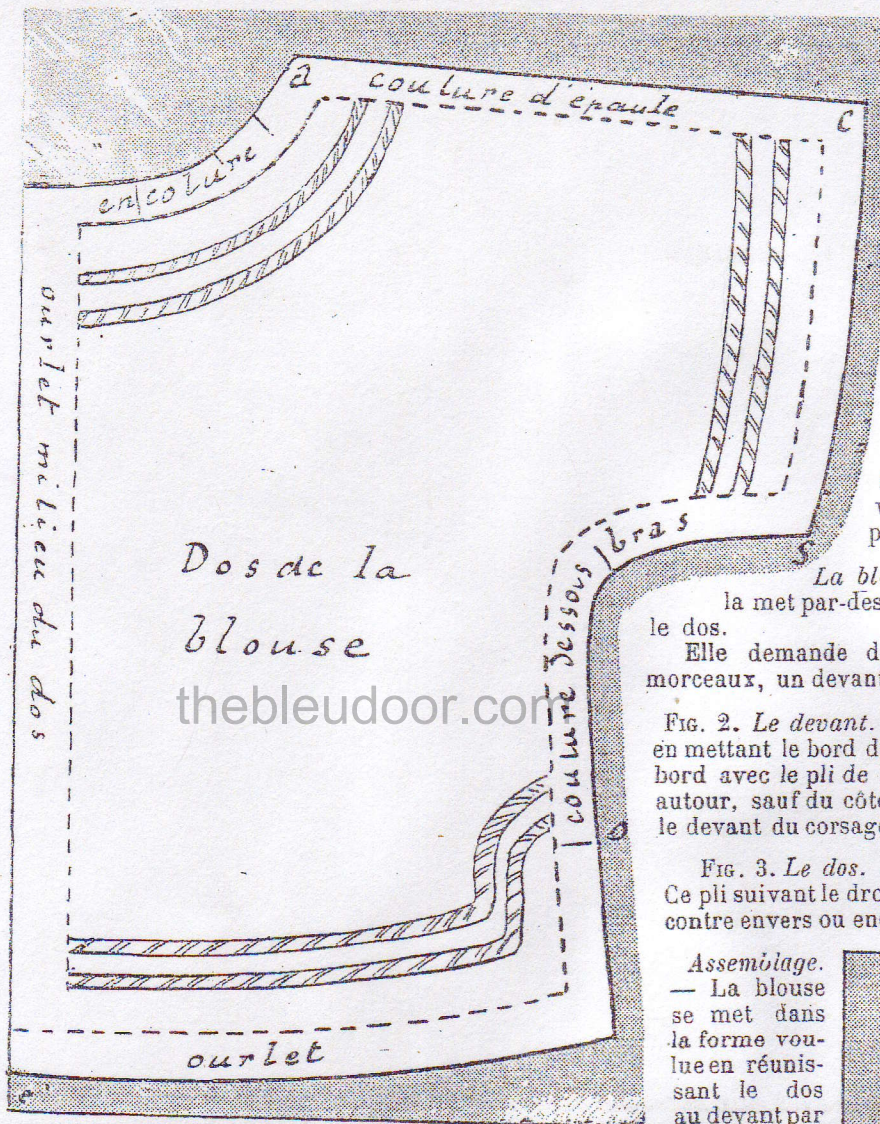 a
couture d'épaule
c
encolure
ourlet milieu du dos
Dos de la
blouse
couture dessous bras
s
thebleudoor.com
ourlet
e
La bl
la met par-des
le dos.
Elle demande d
morceaux, un devant
FIG. 2. Le devant.
en mettant le bord d
bord avec le pli de
autour, sauf du côté
le devant du corsage
FIG. 3. Le dos.
Ce pli suivant le dro
contre envers ou en
Assemblage.
— La blouse
se met dans
la forme vou-
lue en réunis-
sant le dos
au devant par